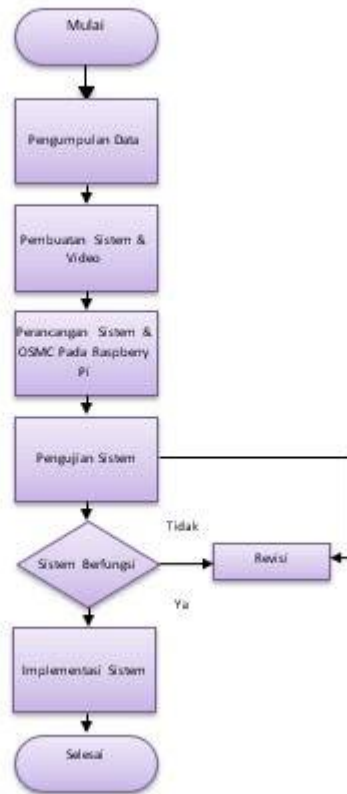 Mulai
Pengumpulan Data
Pembuatan Sistem &
Video
Perancangan Sistem &
OSMC Pada Raspberry
Pi
Pengujian Sistem
Tidak
Sistem Berfungsi
Revisi
Ya
Implementasi Sistem
Selesai